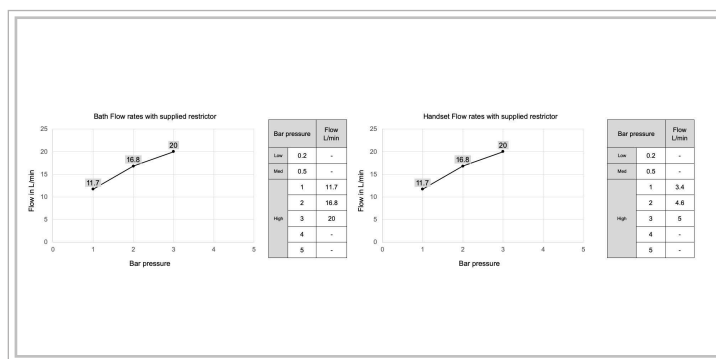 Bath Flow rates with supplied restrictor
25
20
15
10
5
0
Flow in L/min
11.7
16.8
20
0 1 2 3 4 5
Bar pressure
Bar pressure Flow L/min
Low 0.2 -
Med 0.5 -
High 1 11.7
2 16.8
3 20
4 -
5 -
Handset Flow rates with supplied restrictor
25
20
15
10
5
0
Flow in L/min
11.7
16.8
20
0 1 2 3 4 5
Bar pressure
Bar pressure Flow L/min
Low 0.2 -
Med 0.5 -
High 1 3.4
2 4.6
3 5
4 -
5 -